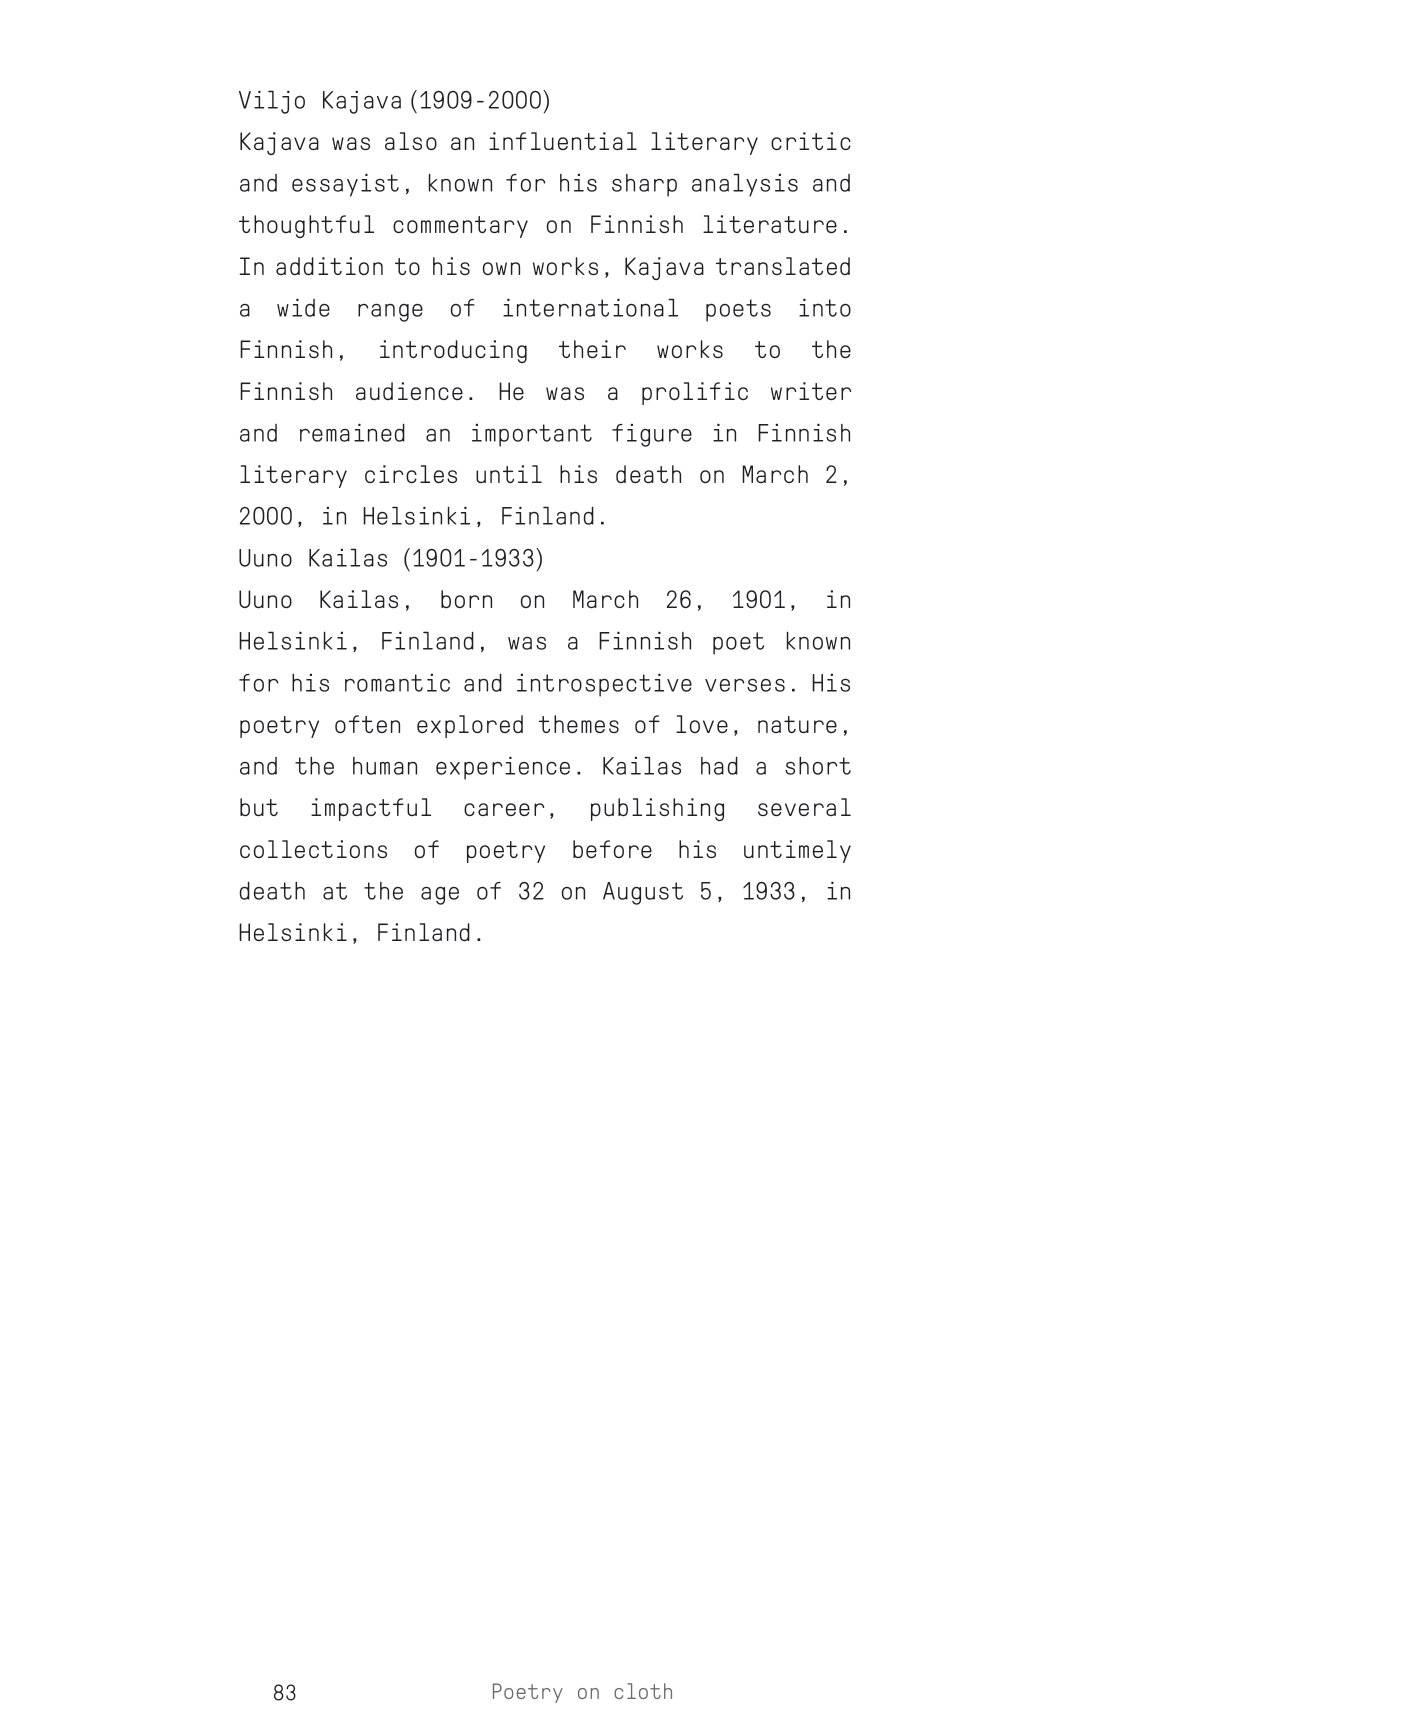 Viljo Kajava (1909-2000)
Kajava was also an influential literary critic
and essayist, known for his sharp analysis and
thoughtful commentary on Finnish literature.
In addition to his own works, Kajava translated
a wide range of international poets into
Finnish, introducing their works to the
Finnish audience. He was a prolific writer
and remained an important figure in Finnish
literary circles until his death on March 2,
2000, in Helsinki, Finland.
Uuno Kailas (1901-1933)
Uuno Kailas, born on March 26, 1901, in
Helsinki, Finland, was a Finnish poet known
for his romantic and introspective verses. His
poetry often explored themes of love, nature,
and the human experience. Kailas had a short
but impactful career, publishing several
collections of poetry before his untimely
death at the age of 32 on August 5, 1933, in
Helsinki, Finland.
83 Poetry on cloth